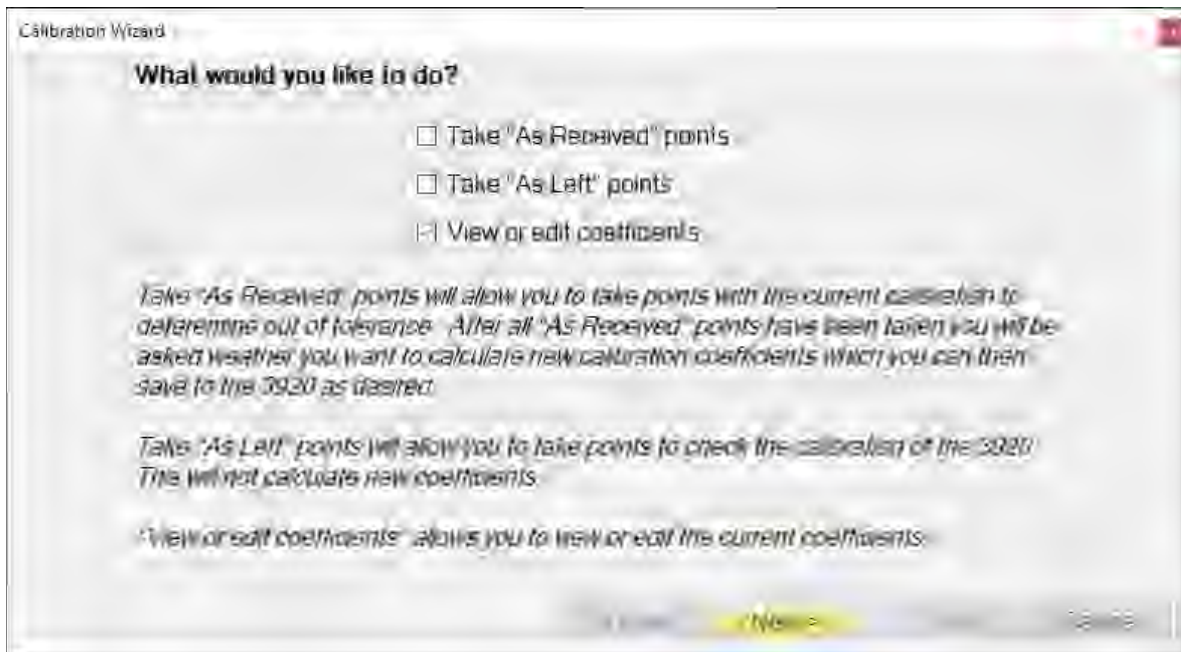 Calibration Wizard
What would you like to do?
Take "As Received" points
Take "As Left" points
View or edit coefficients
Take "As Received" points will allow you to take points with the current calibration to
deteremine out of tolerance. After all "As Received" points have been taken you will be
asked weather you want to calculate new calibration coefficients which you can then
save to the 3920 as desired.
Take "As Left" points will allow you to take points to check the calibration of the 3920.
This will not calculate new coefficients.
"View or edit coefficients" allows you to view or edit the current coefficients.
Next